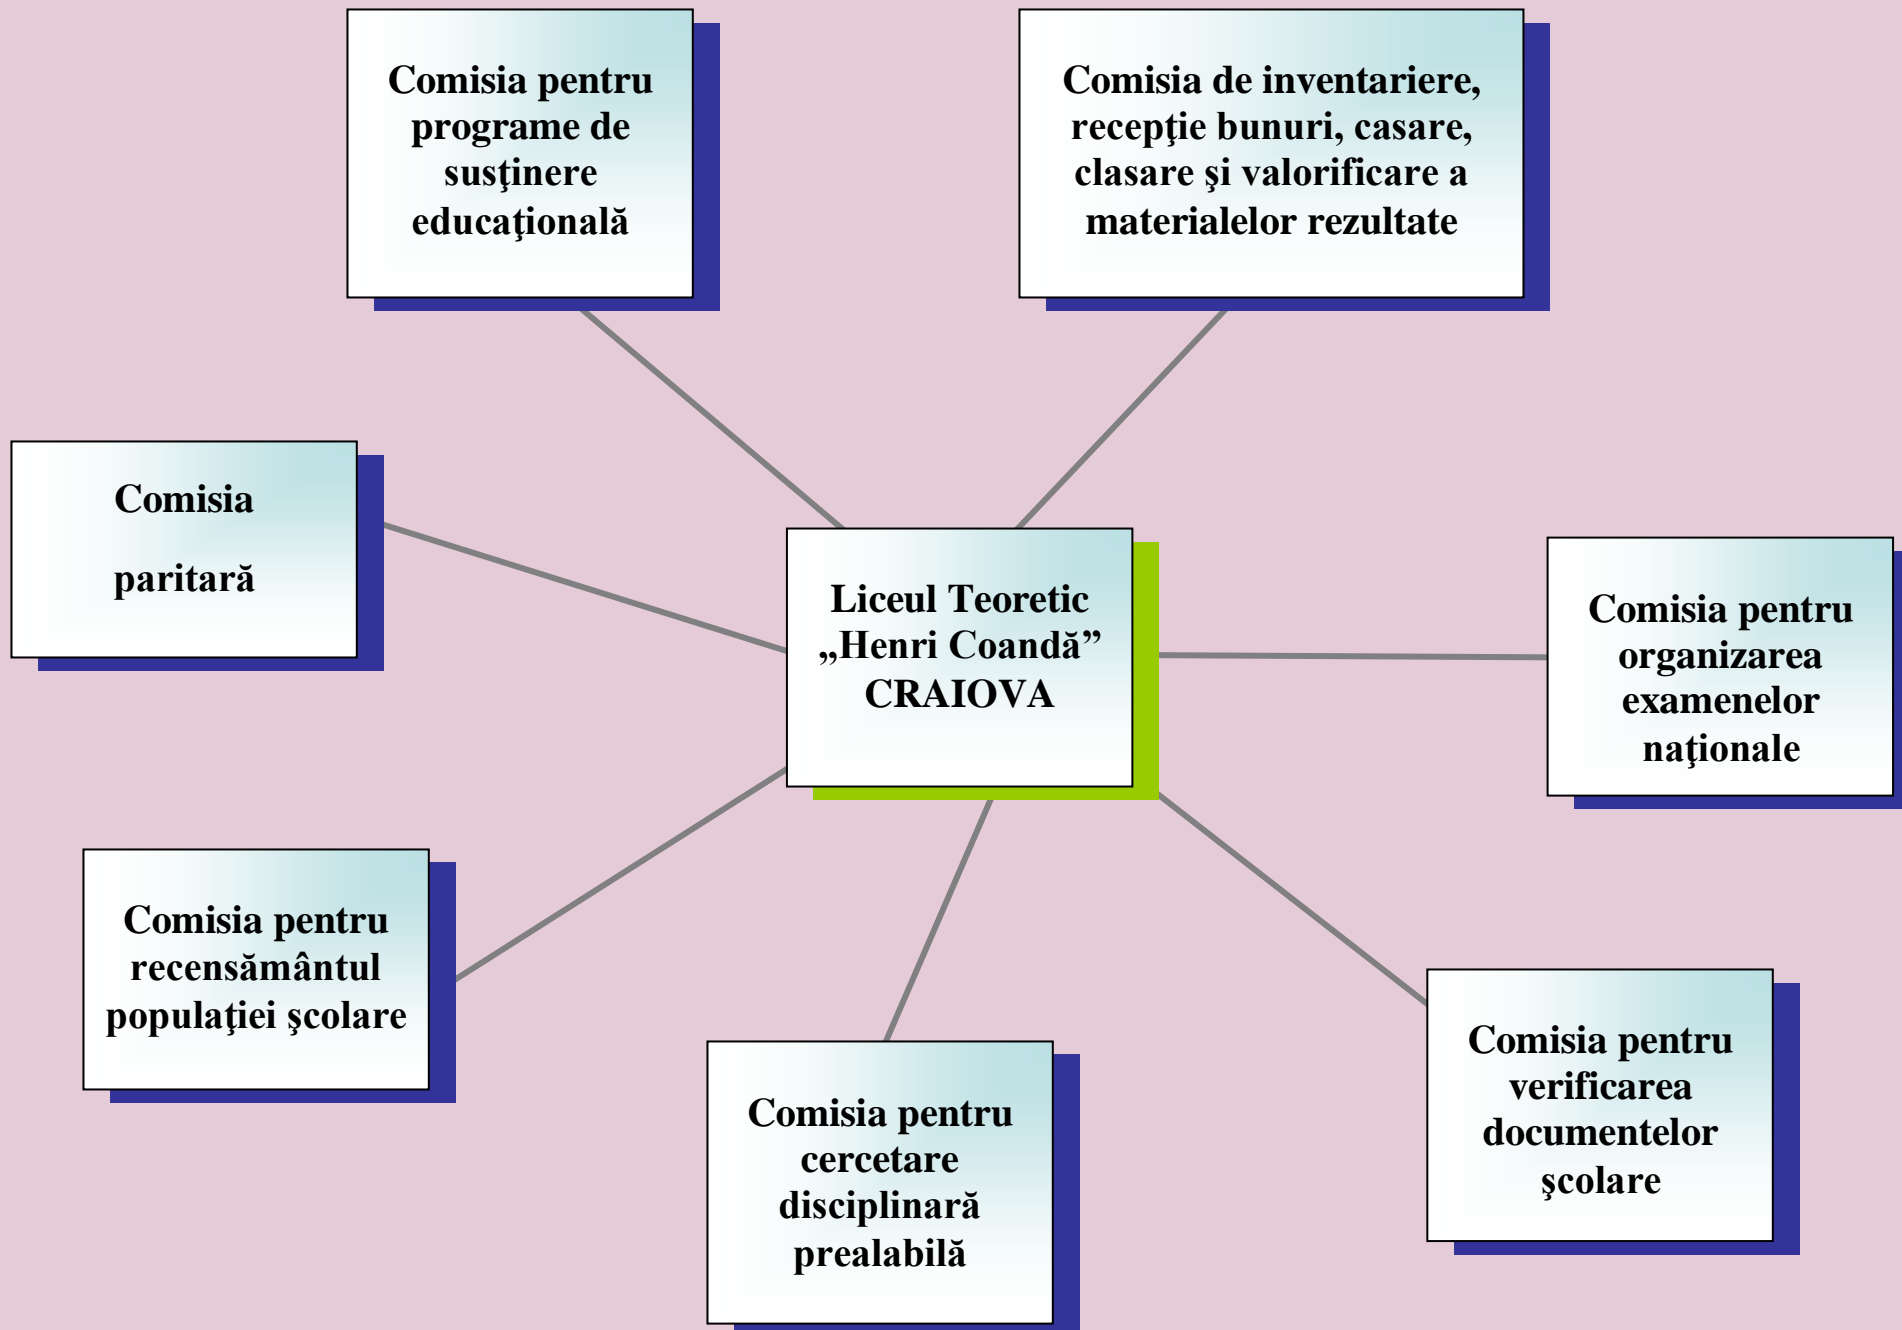 Comisia pentru
programe de
susţinere
educaţională
Comisia de inventariere,
recepţie bunuri, casare,
clasare şi valorificare a
materialelor rezultate
Comisia
paritară
Liceul Teoretic
„Henri Coandă”
CRAIOVA
Comisia pentru
organizarea
examenelor
naţionale
Comisia pentru
recensământul
populaţiei şcolare
Comisia pentru
cercetare
disciplinară
prealabilă
Comisia pentru
verificarea
documentelor
şcolare